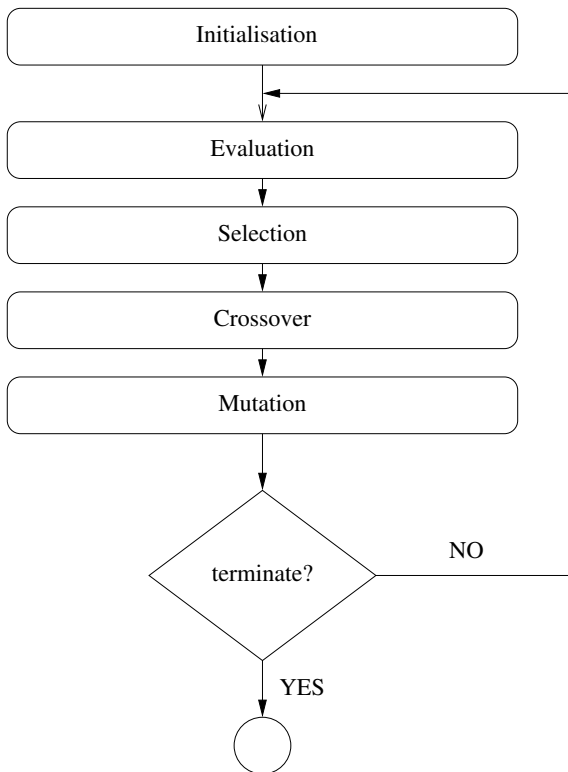 Initialisation
Evaluation
Selection
Crossover
Mutation
terminate?
NO
YES